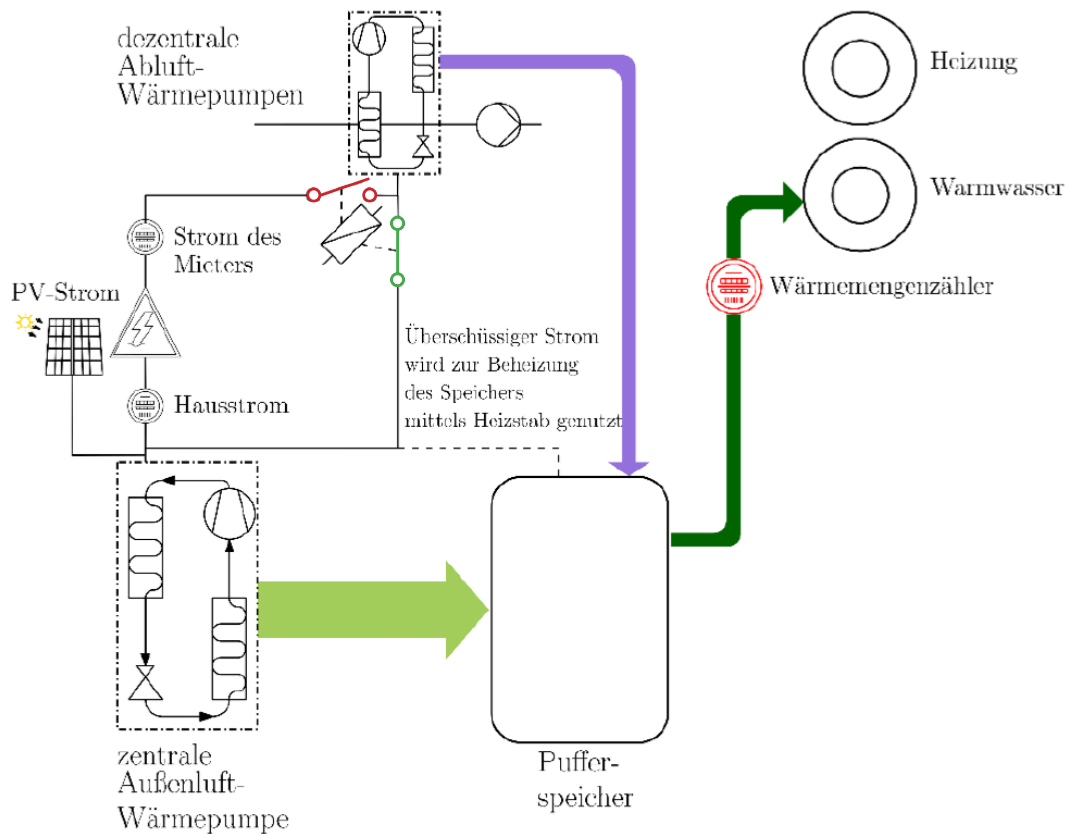 dezentrale
Abluft-
Wärmepumpen
Heizung
Warmwasser
Strom des
Mieters
PV-Strom
Wärmemengenzähler
Hausstrom
Überschüssiger Strom
wird zur Beheizung
des Speichers
mittels Heizstab genutzt
zentrale
Außenluft-
Wärmepumpe
Puffer-
speicher